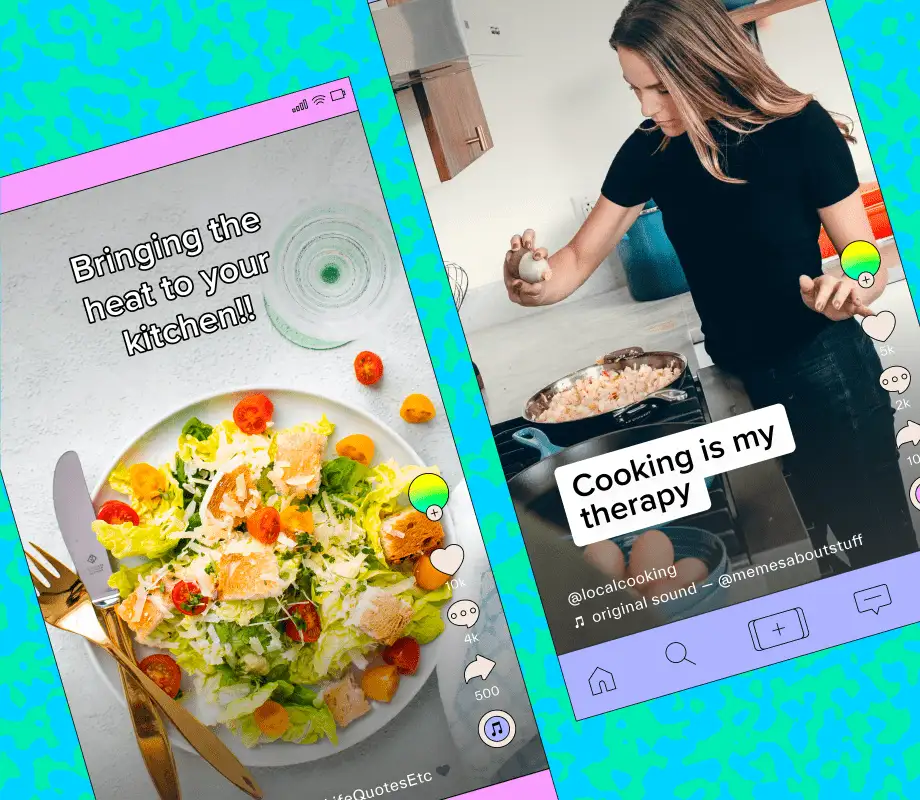 Bringing the
heat to your
kitchen!!
10k
4k
500
LifeQuotesEtc
Cooking is my
therapy
@localcooking
original sound — @memesaboutstuff
5k
2k